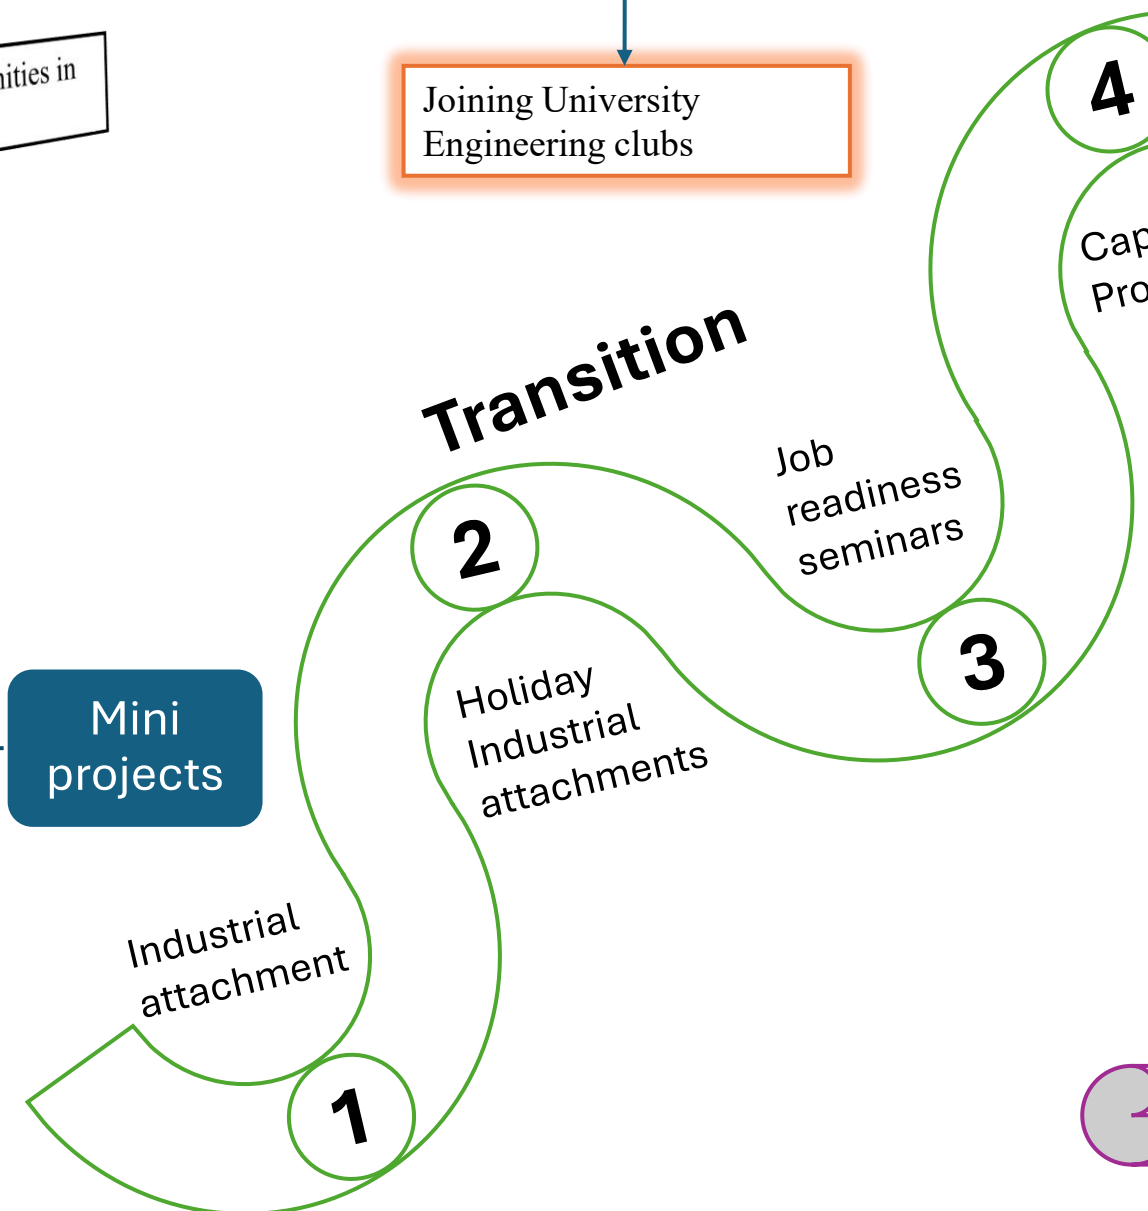 in
Joining University
Engineering clubs
4
Transition
Job
readiness
seminars
2
3
Holiday
Industrial
attachments
Mini
projects
Industrial
attachment
1